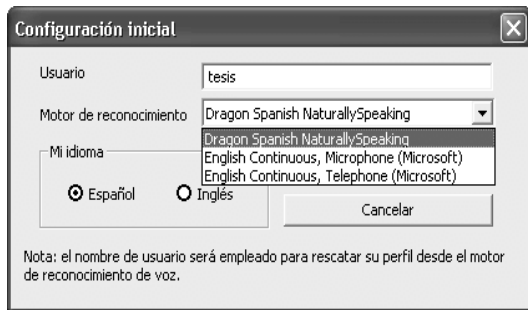 Configuración inicial
Usuario
tesis
Motor de reconocimiento
Dragon Spanish NaturallySpeaking
Dragon Spanish NaturallySpeaking
English Continuous, Microphone (Microsoft)
English Continuous, Telephone (Microsoft)
Mi idioma
Español
Inglés
Cancelar
Nota: el nombre de usuario será empleado para rescatar su perfil desde el motor
de reconocimiento de voz.